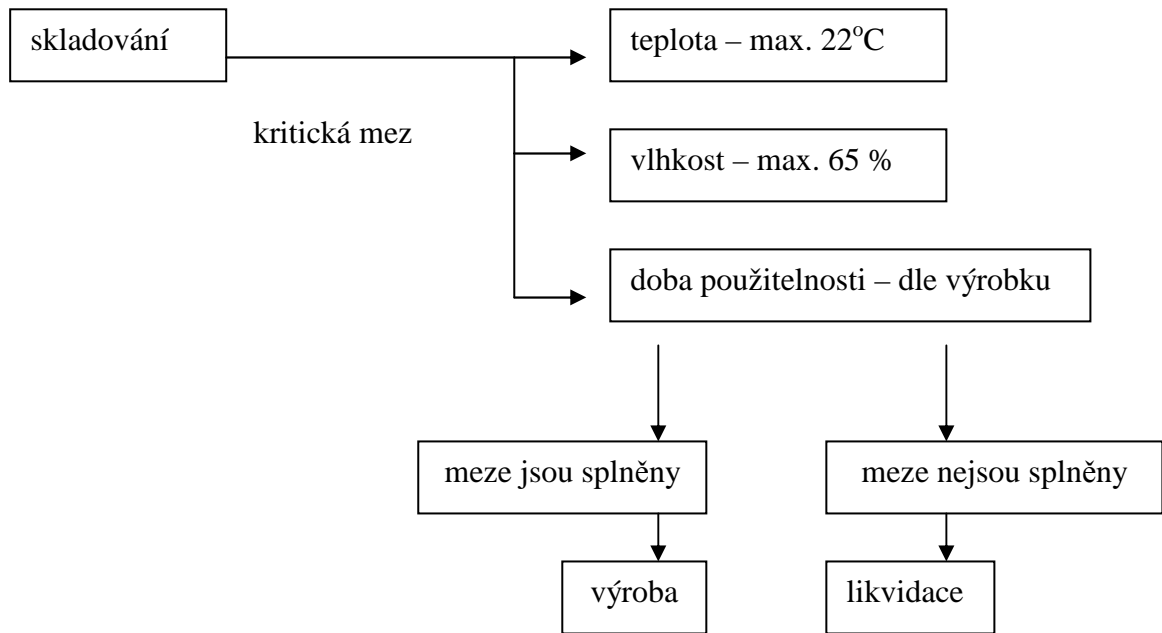 skladování
teplota – max. 22°C
kritická mez
vlhkost – max. 65 %
doba použitelnosti – dle výrobku
meze jsou splněny
meze nejsou splněny
výroba
likvidace